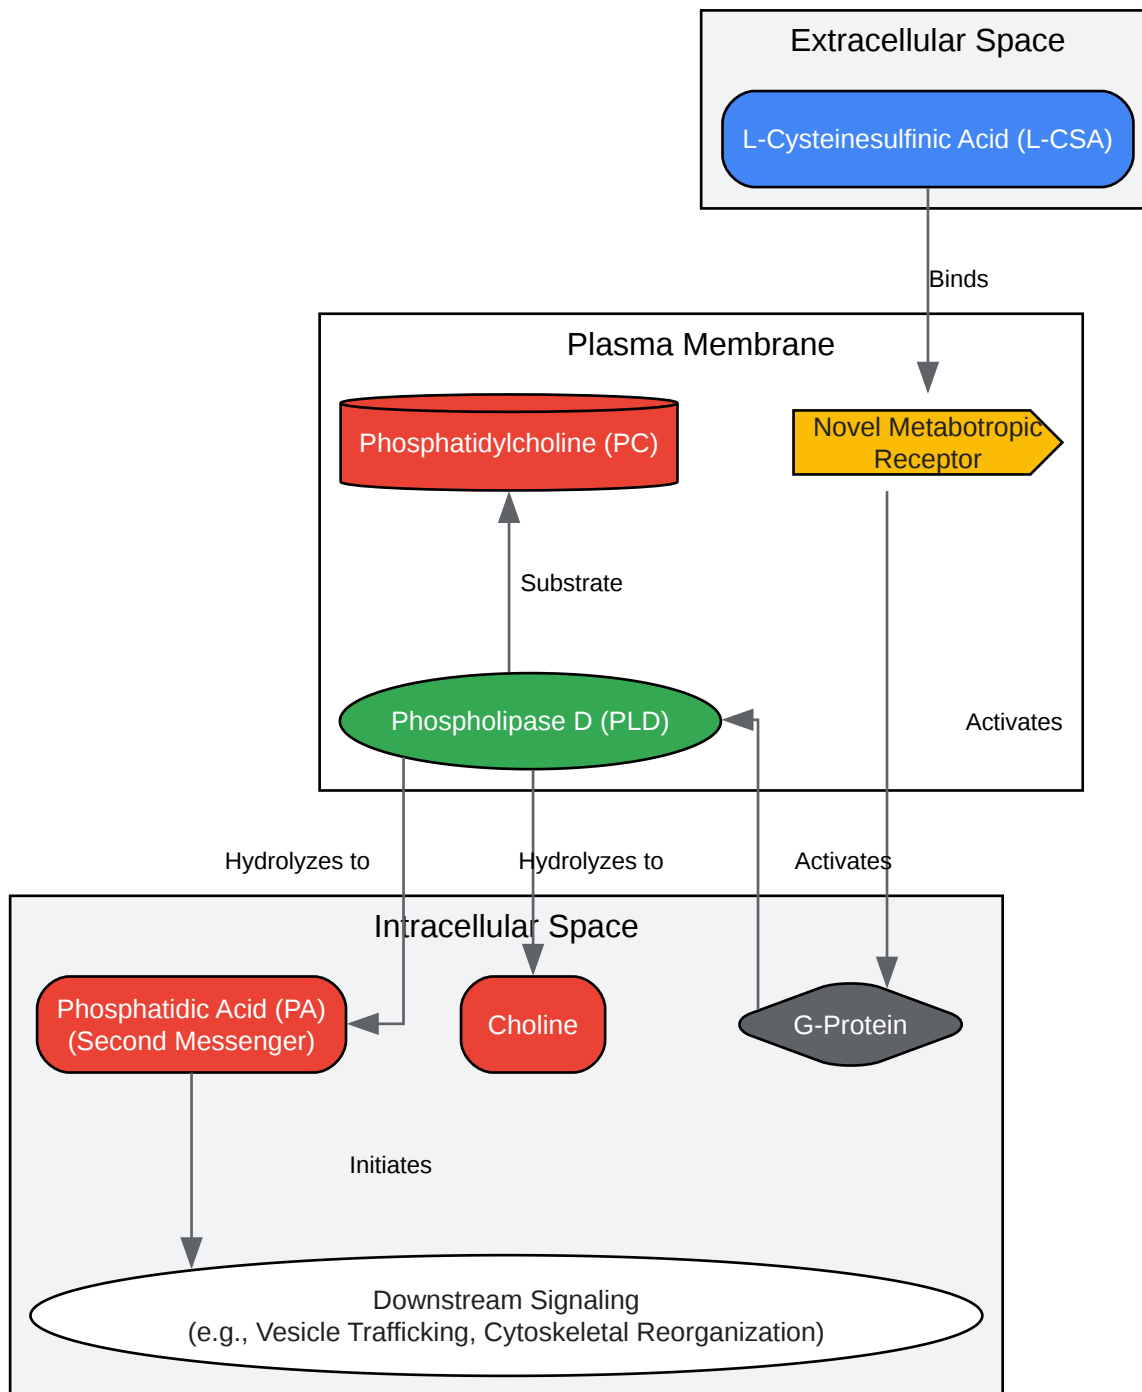 Extracellular Space
L-Cysteinesulfinic Acid (L-CSA)
Binds
Plasma Membrane
Phosphatidylcholine (PC)
Novel Metabotropic
Receptor
Substrate
Phospholipase D (PLD)
Activates
Hydrolyzes to
Hydrolyzes to
Activates
Intracellular Space
Phosphatidic Acid (PA)
(Second Messenger)
Choline
G-Protein
Initiates
Downstream Signaling
(e.g., Vesicle Trafficking, Cytoskeletal Reorganization)